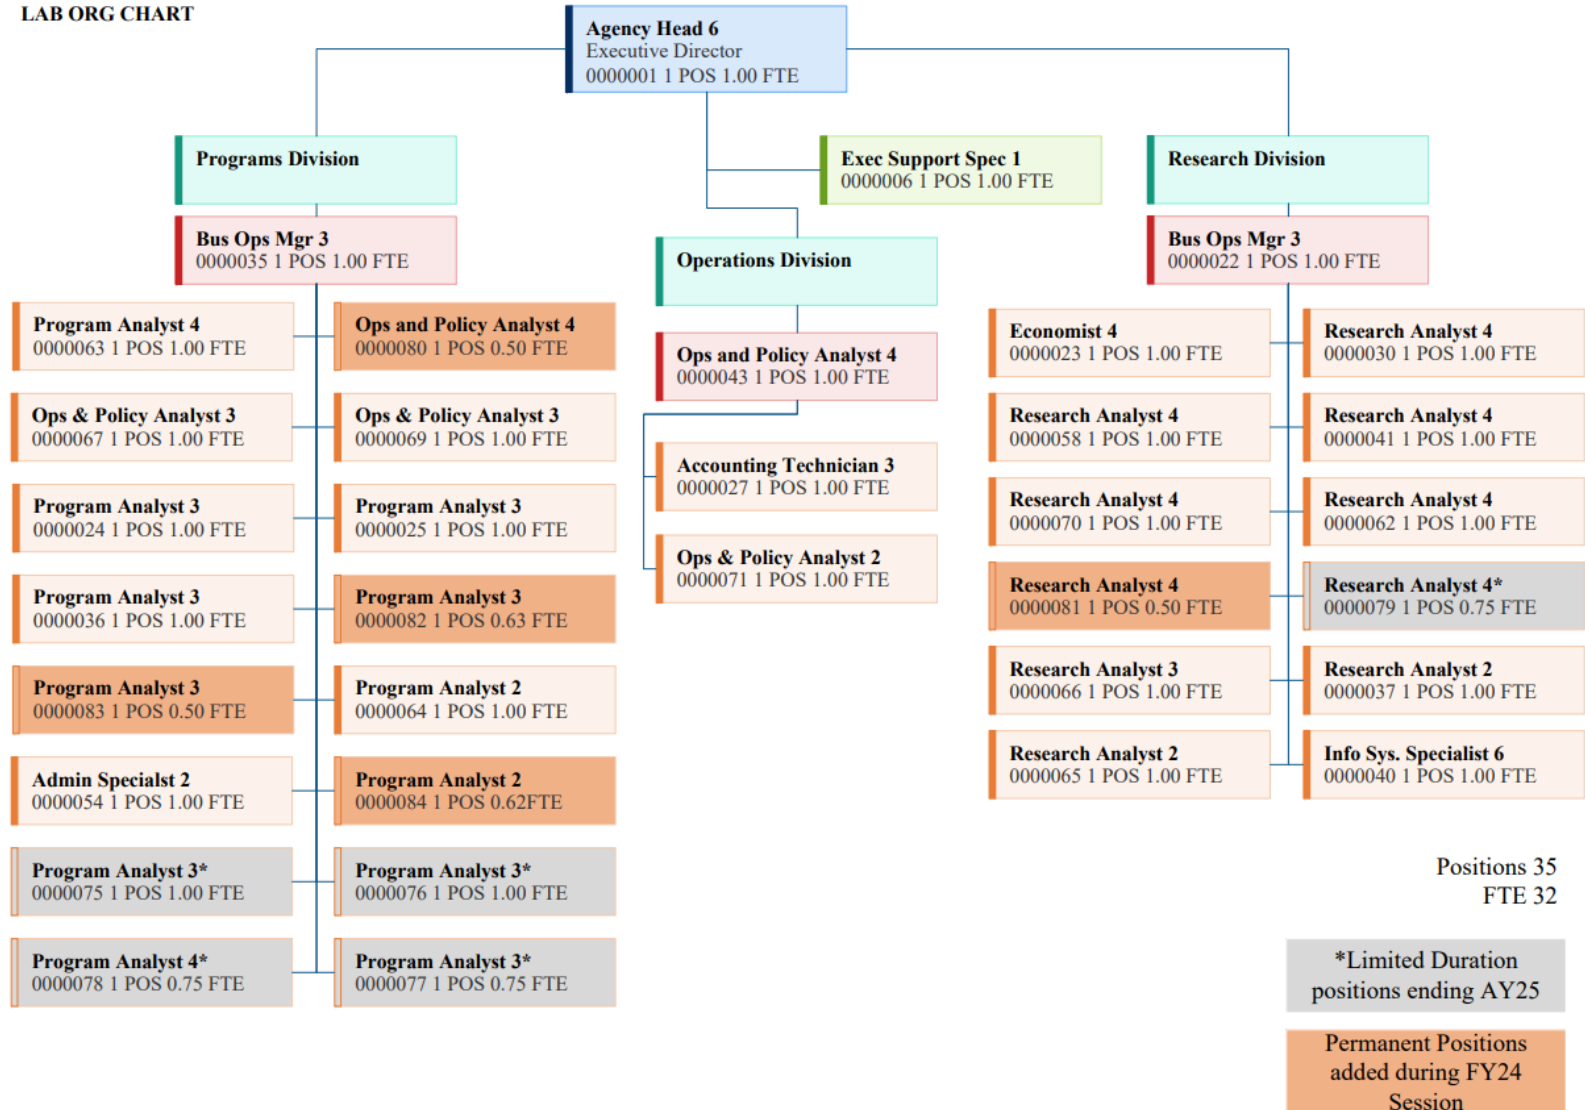 LAB ORG CHART
Agency Head 6
Executive Director
0000001 1 POS 1.00 FTE
Programs Division
Exec Support Spec 1
0000006 1 POS 1.00 FTE
Research Division
Bus Ops Mgr 3
0000035 1 POS 1.00 FTE
Operations Division
Bus Ops Mgr 3
0000022 1 POS 1.00 FTE
Program Analyst 4
0000063 1 POS 1.00 FTE
Ops and Policy Analyst 4
0000080 1 POS 0.50 FTE
Ops & Policy Analyst 3
0000067 1 POS 1.00 FTE
Ops & Policy Analyst 3
0000069 1 POS 1.00 FTE
Program Analyst 3
0000024 1 POS 1.00 FTE
Program Analyst 3
0000025 1 POS 1.00 FTE
Program Analyst 3
0000036 1 POS 1.00 FTE
Program Analyst 3
0000082 1 POS 0.63 FTE
Program Analyst 3
0000083 1 POS 0.50 FTE
Program Analyst 2
0000064 1 POS 1.00 FTE
Admin Specialst 2
0000054 1 POS 1.00 FTE
Program Analyst 2
0000084 1 POS 0.62FTE
Program Analyst 3*
0000075 1 POS 1.00 FTE
Program Analyst 3*
0000076 1 POS 1.00 FTE
Program Analyst 4*
0000078 1 POS 0.75 FTE
Program Analyst 3*
0000077 1 POS 0.75 FTE
Ops and Policy Analyst 4
0000043 1 POS 1.00 FTE
Accounting Technician 3
0000027 1 POS 1.00 FTE
Ops & Policy Analyst 2
0000071 1 POS 1.00 FTE
Economist 4
0000023 1 POS 1.00 FTE
Research Analyst 4
0000030 1 POS 1.00 FTE
Research Analyst 4
0000058 1 POS 1.00 FTE
Research Analyst 4
0000041 1 POS 1.00 FTE
Research Analyst 4
0000070 1 POS 1.00 FTE
Research Analyst 4
0000062 1 POS 1.00 FTE
Research Analyst 4
0000081 1 POS 0.50 FTE
Research Analyst 4*
0000079 1 POS 0.75 FTE
Research Analyst 3
0000066 1 POS 1.00 FTE
Research Analyst 2
0000037 1 POS 1.00 FTE
Research Analyst 2
0000065 1 POS 1.00 FTE
Info Sys. Specialist 6
0000040 1 POS 1.00 FTE
Positions 35
FTE 32
*Limited Duration
positions ending AY25
Permanent Positions
added during FY24
Session